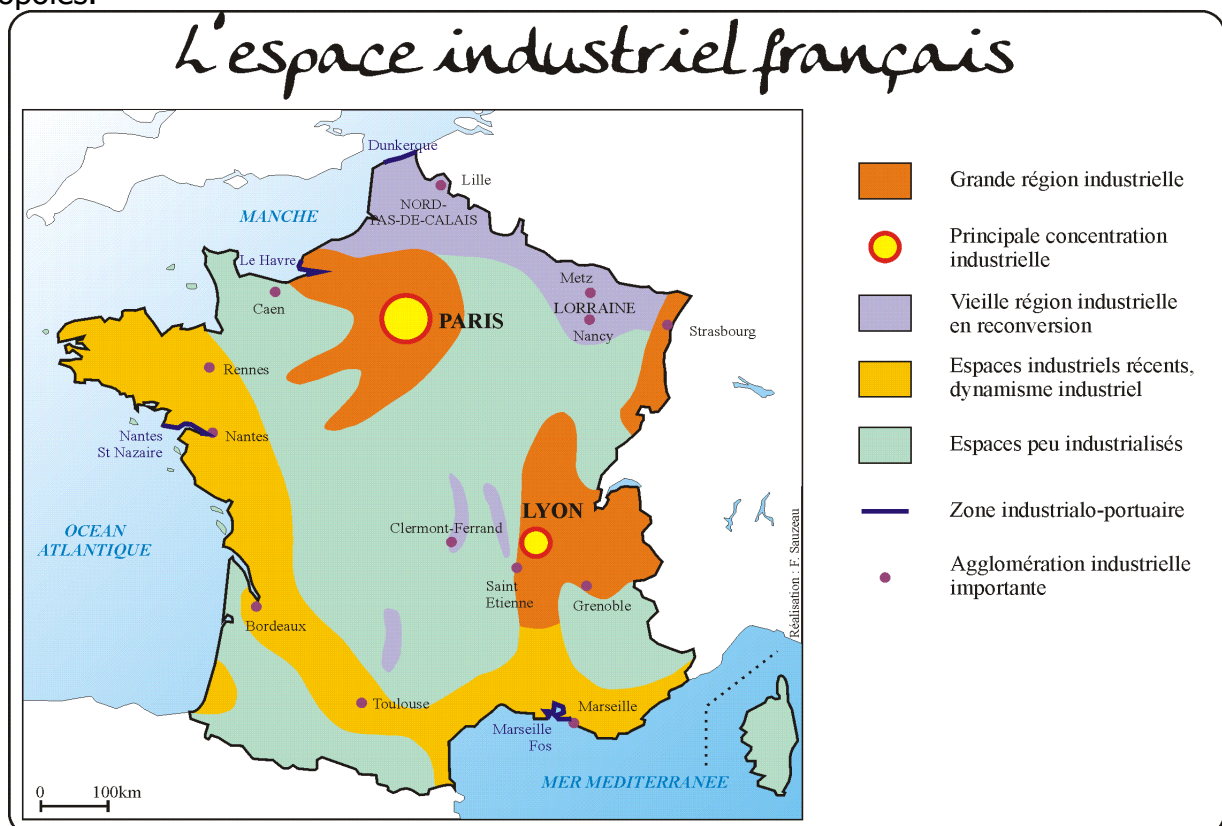 opoles.
L'espace industriel français
Dunkerque
Lille
NORD-
PAS-DE-CALAIS
MANCHE
Le Havre
Caen
PARIS
Metz
LORRAINE
Nancy
Strasbourg
Rennes
Nantes
St Nazaire
Nantes
OCEAN
ATLANTIQUE
Clermont-Ferrand
LYON
Saint
Etienne
Grenoble
Bordeaux
Toulouse
Marseille
Marseille
Fos
MER MEDITERRANEE
0 100km
Réalisation : F. Sauzeau
Grande région industrielle
Principale concentration
industrielle
Vieille région industrielle
en reconversion
Espaces industriels récents,
dynamisme industriel
Espaces peu industrialisés
Zone industrialo-portuaire
Agglomération industrielle
importante